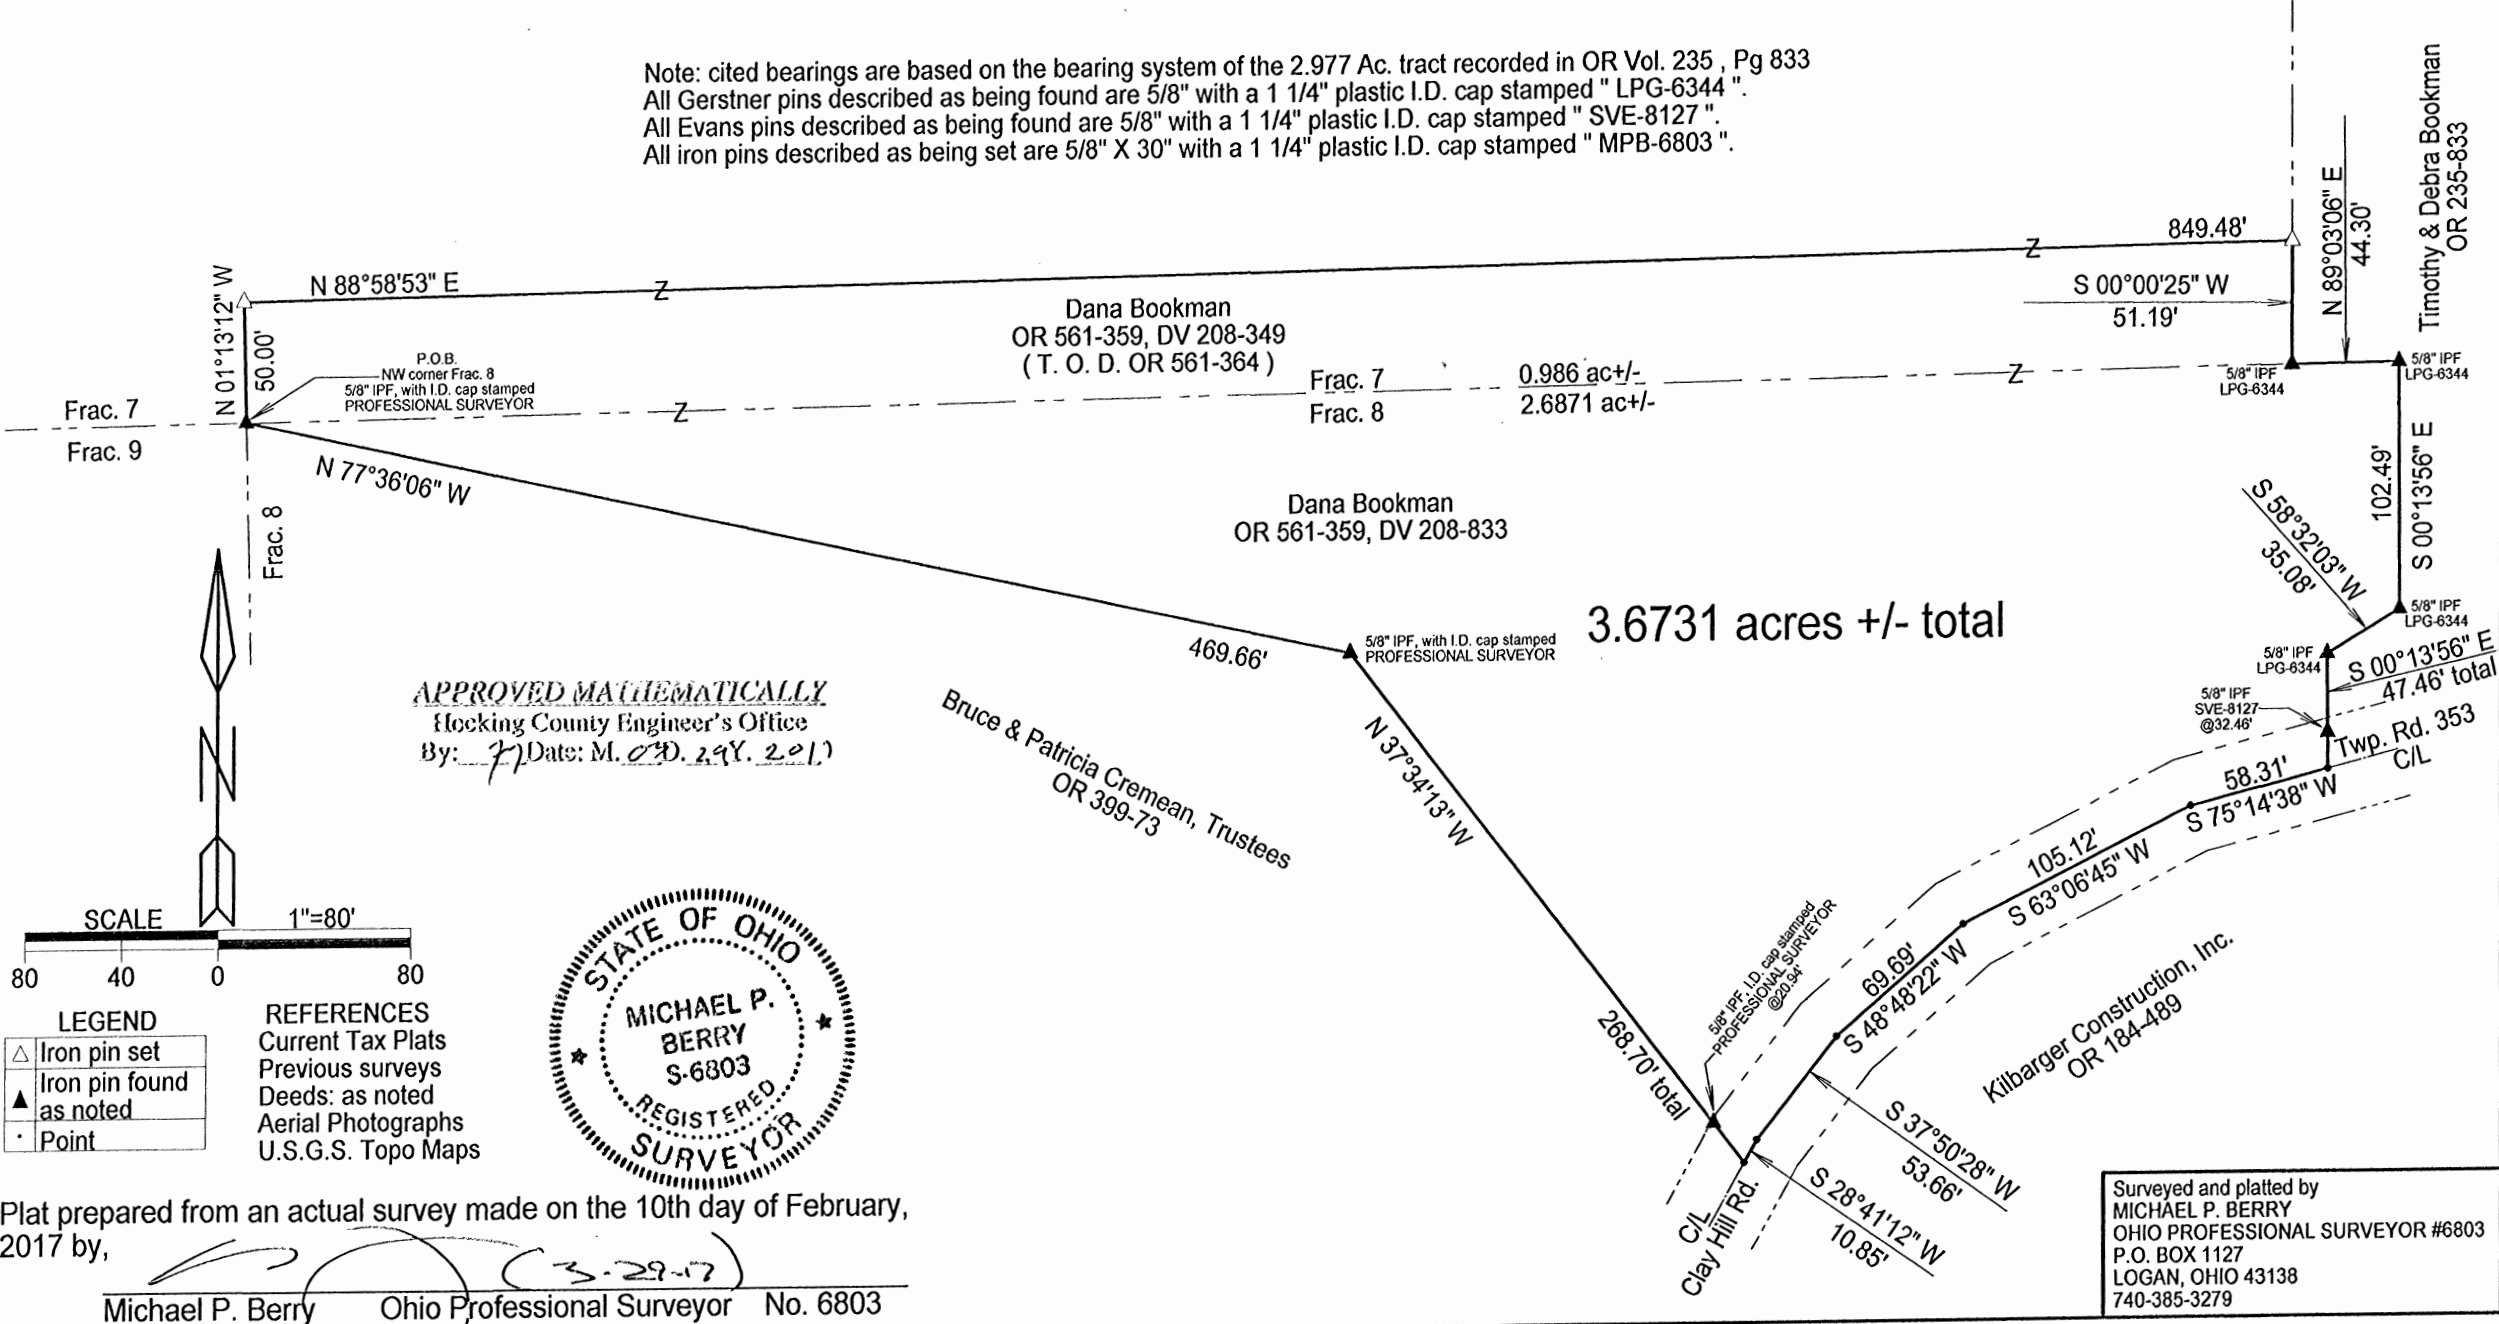 Note: cited bearings are based on the bearing system of the 2.977 Ac. tract recorded in OR Vol. 235 , Pg 833
All Gerstner pins described as being found are 5/8" with a 1 1/4" plastic I.D. cap stamped " LPG-6344 ".
All Evans pins described as being found are 5/8" with a 1 1/4" plastic I.D. cap stamped " SVE-8127 ".
All iron pins described as being set are 5/8" X 30" with a 1 1/4" plastic I.D. cap stamped " MPB-6803 ".
Timothy & Debra Bookman
OR 235-833
N 89°03'06" E
44.30'
849.48'
S 00°00'25" W
51.19'
N 88°58'53" E
N 01°13'12" W
50.00'
Z
Z
Dana Bookman
OR 561-359, DV 208-349
( T. O. D. OR 561-364 )
P.O.B.
NW corner Frac. 8
5/8" IPF, with I.D. cap stamped
PROFESSIONAL SURVEYOR
Frac. 7
Frac. 9
Frac. 8
Frac. 7
Frac. 8
0.986 ac+/-
2.6871 ac+/-
Z
Z
5/8" IPF
LPG-6344
5/8" IPF
LPG-6344
N 77°36'06" W
469.66'
Dana Bookman
OR 561-359, DV 208-833
102.49'
S 00°13'56" E
S 58°32'03" W
35.08'
3.6731 acres +/- total
5/8" IPF, with I.D. cap stamped
PROFESSIONAL SURVEYOR
5/8" IPF
LPG-6344
5/8" IPF
LPG-6344
S 00°13'56" E
47.46' total
5/8" IPF
SVE-8127
@32.46'
Twp. Rd. 353
C/L
58.31'
S 75°14'38" W
105.12'
S 63°06'45" W
69.69'
S 48°48'22" W
S 37°50'28" W
53.66'
S 28°41'12" W
10.85'
N 37°34'13" W
268.70' total
5/8" IPF, I.D. cap stamped
PROFESSIONAL SURVEYOR
@20.94'
C/L
Clay Hill Rd.
Bruce & Patricia Cremean, Trustees
OR 399-73
Kilbarger Construction, Inc.
OR 184-489
APPROVED MATHEMATICALLY
Hocking County Engineer's Office
By: Date: M. D. 29 Y. 2017
N
SCALE 1"=80'
80 40 0 80
LEGEND
Iron pin set
Iron pin found
as noted
Point
REFERENCES
Current Tax Plats
Previous surveys
Deeds: as noted
Aerial Photographs
U.S.G.S. Topo Maps
STATE OF OHIO
MICHAEL P.
BERRY
S-6803
REGISTERED
SURVEYOR
Plat prepared from an actual survey made on the 10th day of February,
2017 by,
(3-29-17)
Michael P. Berry Ohio Professional Surveyor No. 6803
Surveyed and platted by
MICHAEL P. BERRY
OHIO PROFESSIONAL SURVEYOR #6803
P.O. BOX 1127
LOGAN, OHIO 43138
740-385-3279